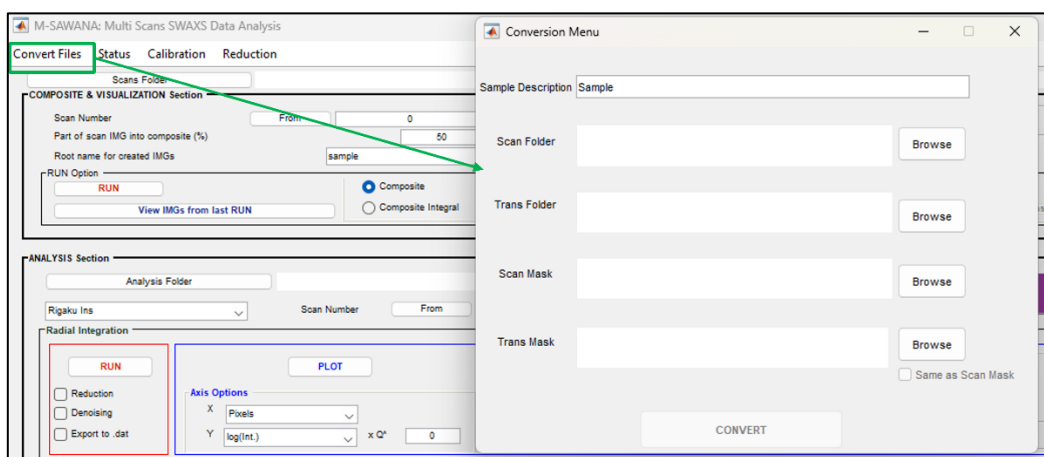 M-SAWANA: Multi Scans SWAXS Data Analysis
Convert Files Status Calibration Reduction
Scans Folder
COMPOSITE & VISUALIZATION Section
Scan Number From 0
Part of scan IMG into composite (%) 50
Root name for created IMGs sample
RUN Option
RUN
Composite
View IMGs from last RUN
Composite Integral
ANALYSIS Section
Analysis Folder
Rigaku Ins
Scan Number From
Radial Integration
RUN
PLOT
Reduction
Denoising
Export to .dat
Axis Options
X Pixels
Y log(Int.) x Q^ 0
Conversion Menu
Sample Description Sample
Scan Folder Browse
Trans Folder Browse
Scan Mask Browse
Trans Mask Browse
Same as Scan Mask
CONVERT